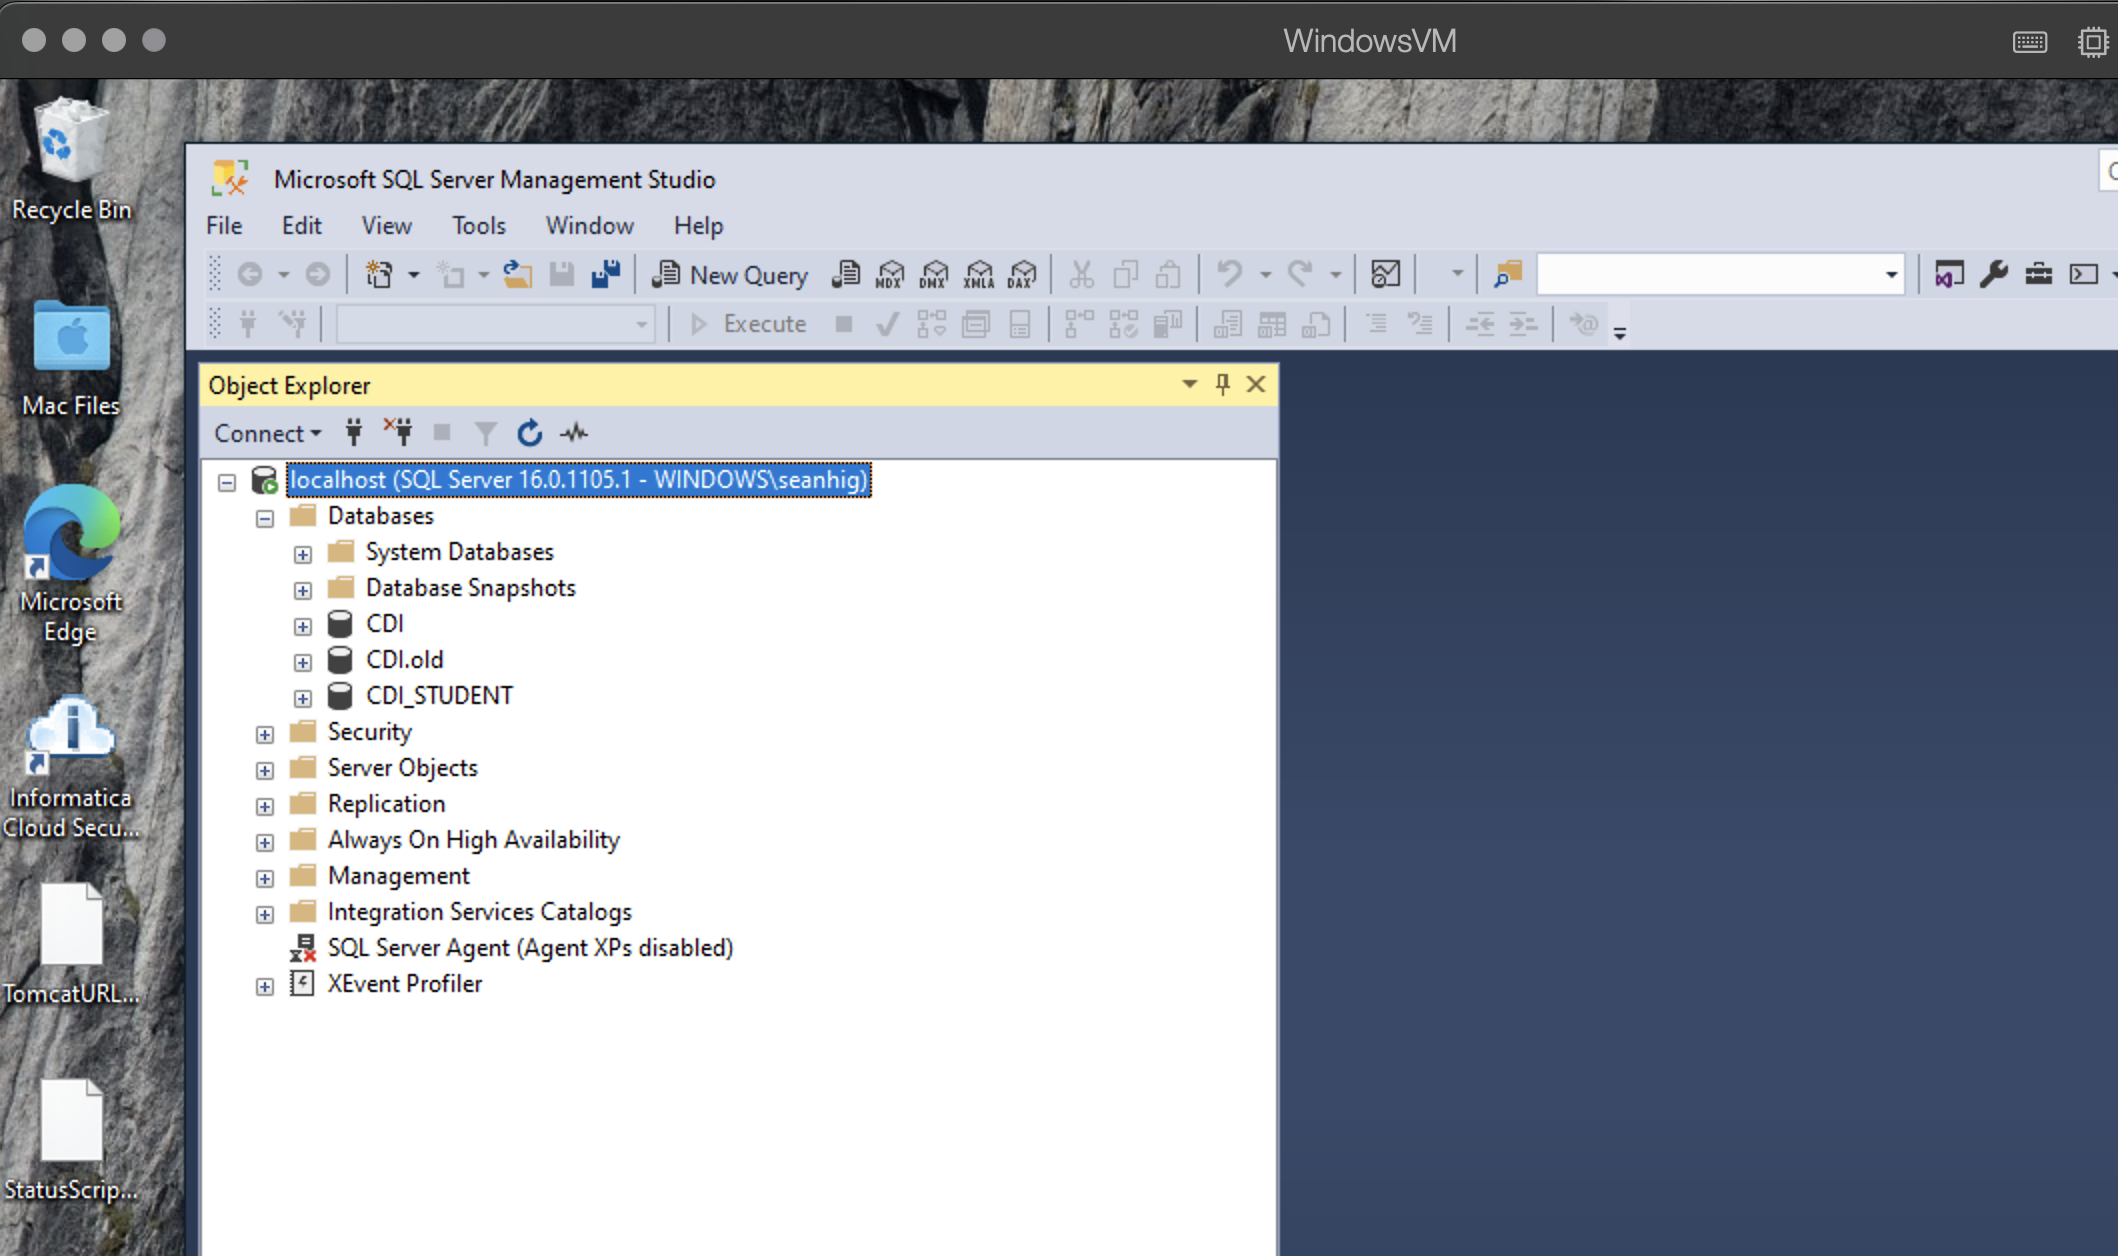 WindowsVM
Recycle Bin
Mac Files
Microsoft
Edge
Informatica
Cloud Secu...
TomcatURL...
StatusScrip...
Microsoft SQL Server Management Studio
File Edit View Tools Window Help
New Query MDX DMX XMLA DAX
Execute
Object Explorer
Connect
localhost (SQL Server 16.0.1105.1 - WINDOWS\seanhig)
Databases
System Databases
Database Snapshots
CDI
CDI.old
CDI_STUDENT
Security
Server Objects
Replication
Always On High Availability
Management
Integration Services Catalogs
SQL Server Agent (Agent XPs disabled)
XEvent Profiler